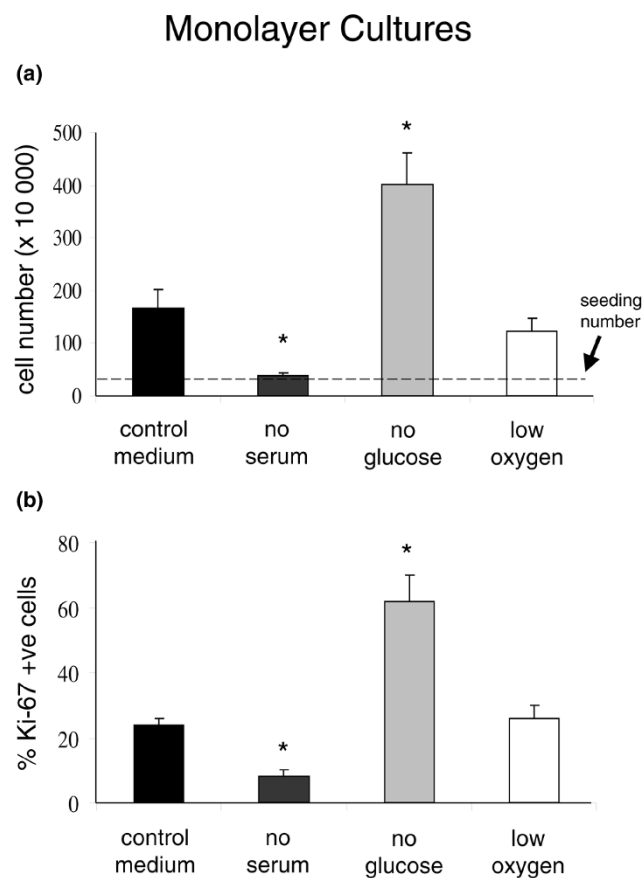 Monolayer Cultures
(a)
cell number (x 10 000)
500
400
300
200
100
0
*
*
seeding
number
control
medium
no
serum
no
glucose
low
oxygen
(b)
% Ki-67 +ve cells
80
60
40
20
0
*
*
control
medium
no
serum
no
glucose
low
oxygen